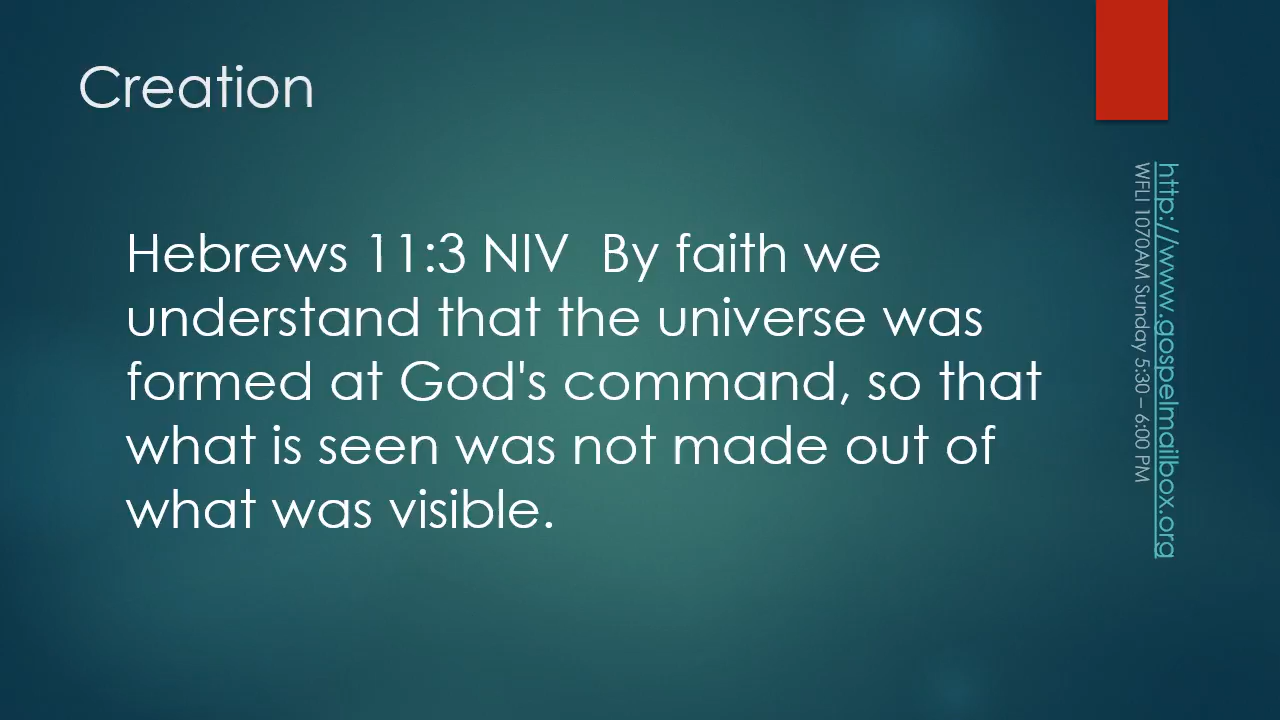 Creation
Hebrews 11:3 NIV  By faith we
understand that the universe was
formed at God's command, so that
what is seen was not made out of
what was visible.
http://www.gospelmailbox.org
WFLI 1070AM Sunday 5:30 – 6:00 PM